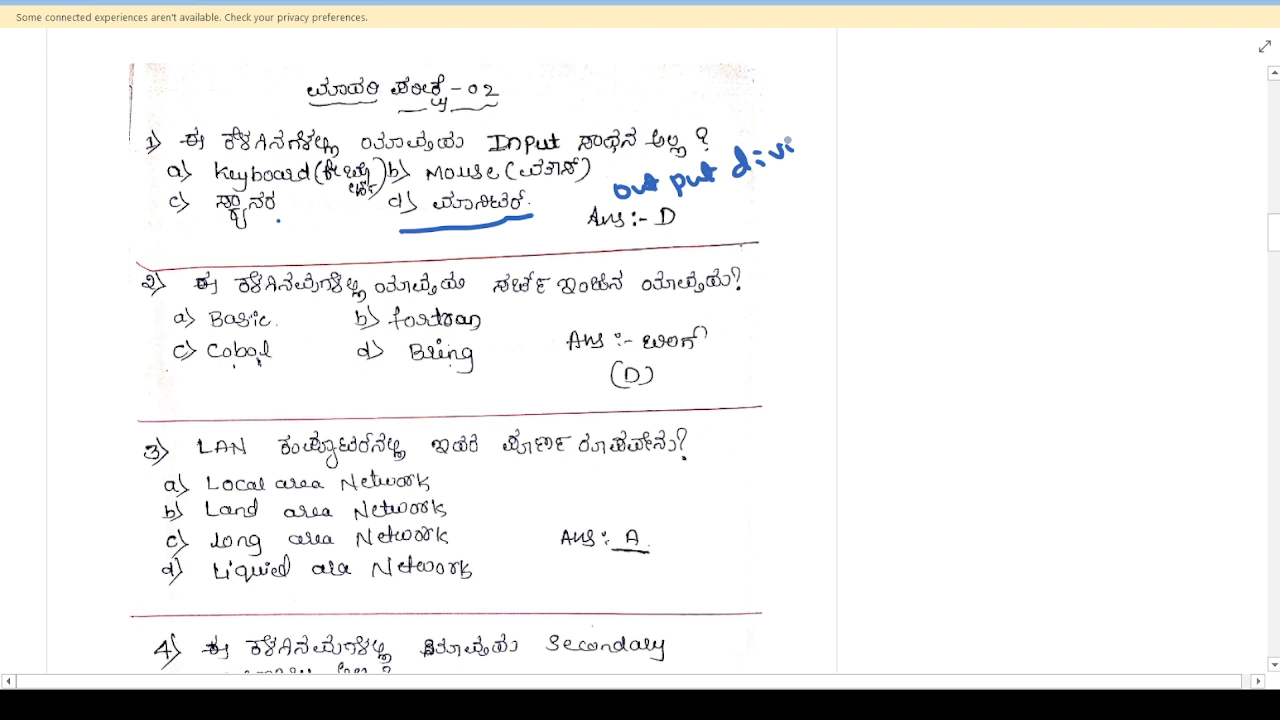 Some connected experiences aren't available. Check your privacy preferences.
ಮಾದರಿ ಪರೀಕ್ಷೆ - 02
1) ಈ ಕೆಳಗಿನವುಗಳಲ್ಲಿ ಯಾವುದು Input ಸಾಧನ ಅಲ್ಲ ?
a) Keyboard (ಕೀ ಬೋರ್ಡ್) b) Mouse (ಮೌಸ್)
c) ಸ್ಕ್ಯಾನರ d) ಮಾನಿಟರ್.
out put divi
Ans :- D
2) ಈ ಕೆಳಗಿನವುಗಳಲ್ಲಿ ಯಾವುದು ಸರ್ಚ್ ಇಂಜಿನ ಯಾವುದು?
a) Basic. b) fortran
c) Cobol d) Bing
Ans :- ಬಿಂಗ್
(D)
3) LAN ಕಂಪ್ಯೂಟರ್‌ನಲ್ಲಿ ಇದರ ಪೂರ್ಣ ರೂಪವೇನು?
a) Local area Network
b) Land area Network
c) Long area Network
Ans :- A.
d) Liquid ara Network
4) ಈ ಕೆಳಗಿನವುಗಳಲ್ಲಿ ಯಾವುದು Secondary